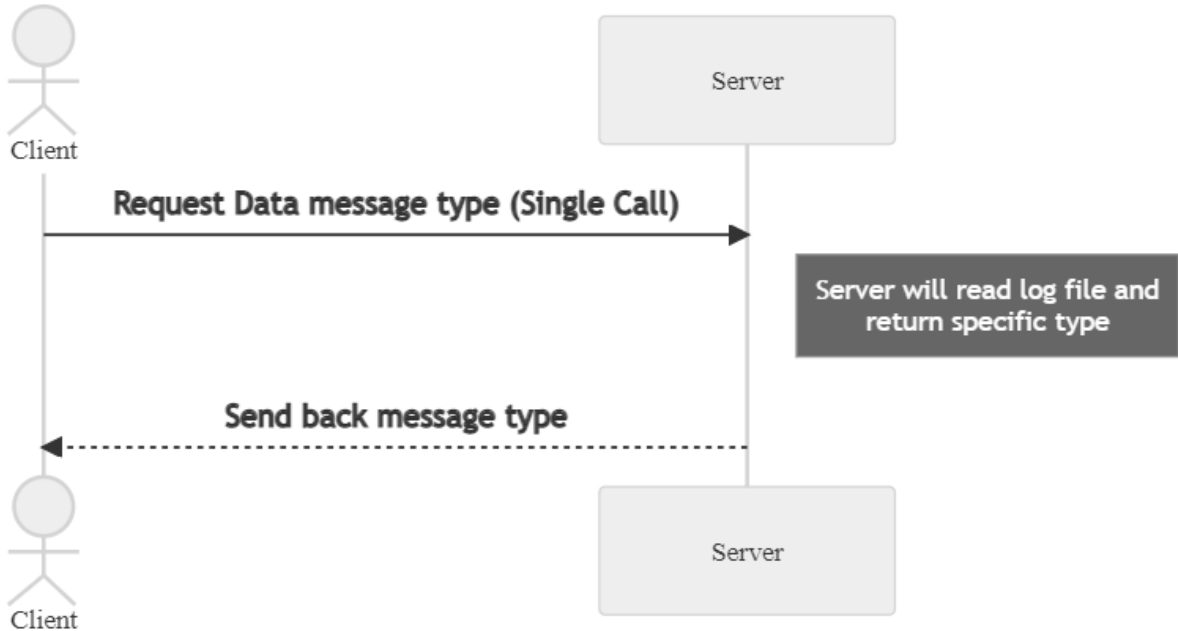 Client
Server
Request Data message type (Single Call)
Server will read log file and
return specific type
Send back message type
Client
Server